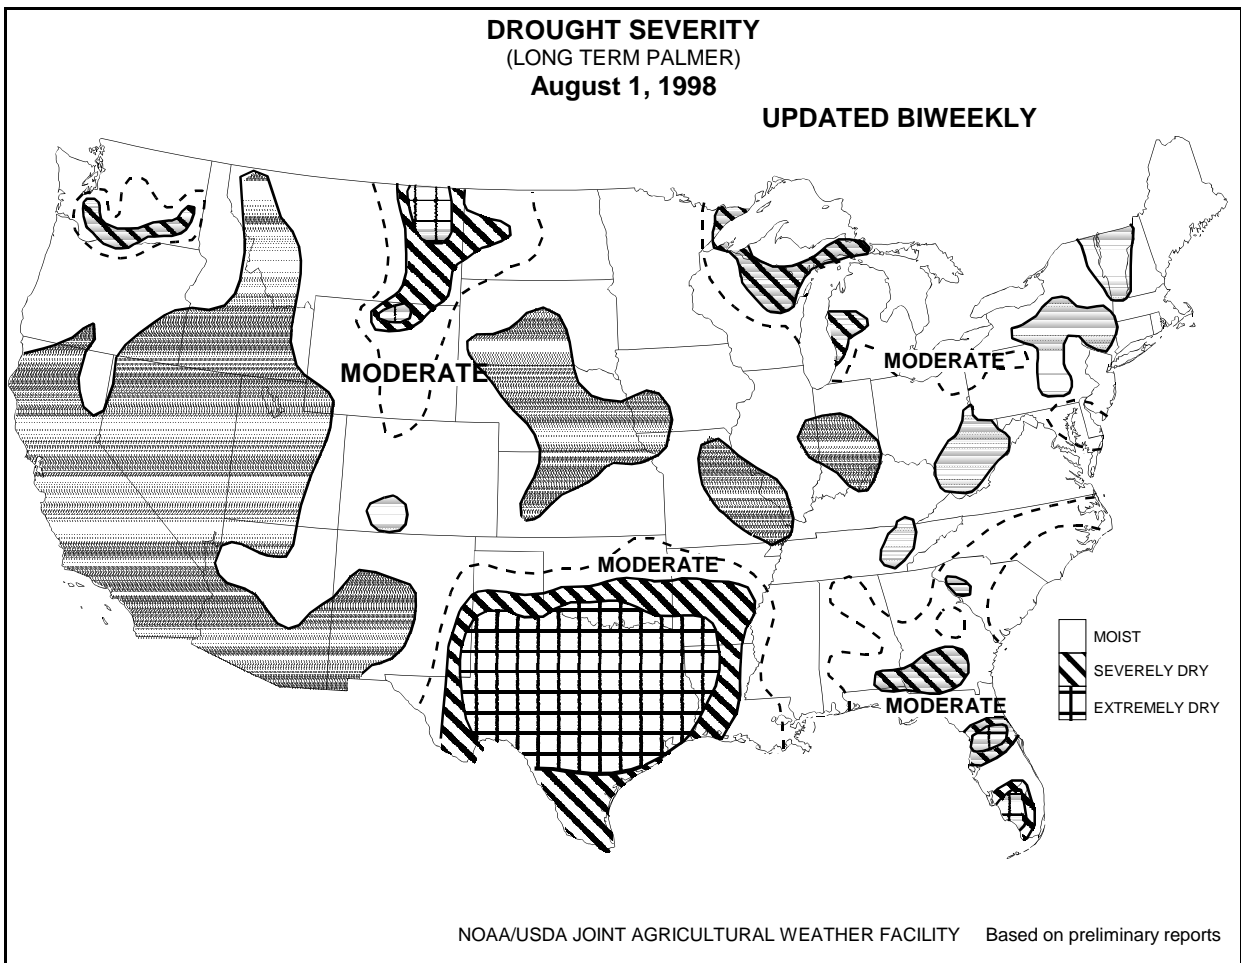 DROUGHT SEVERITY
(LONG TERM PALMER)
August 1, 1998
UPDATED BIWEEKLY
MODERATE
MODERATE
MODERATE
MODERATE
MOIST
SEVERELY DRY
EXTREMELY DRY
NOAA/USDA JOINT AGRICULTURAL WEATHER FACILITY Based on preliminary reports